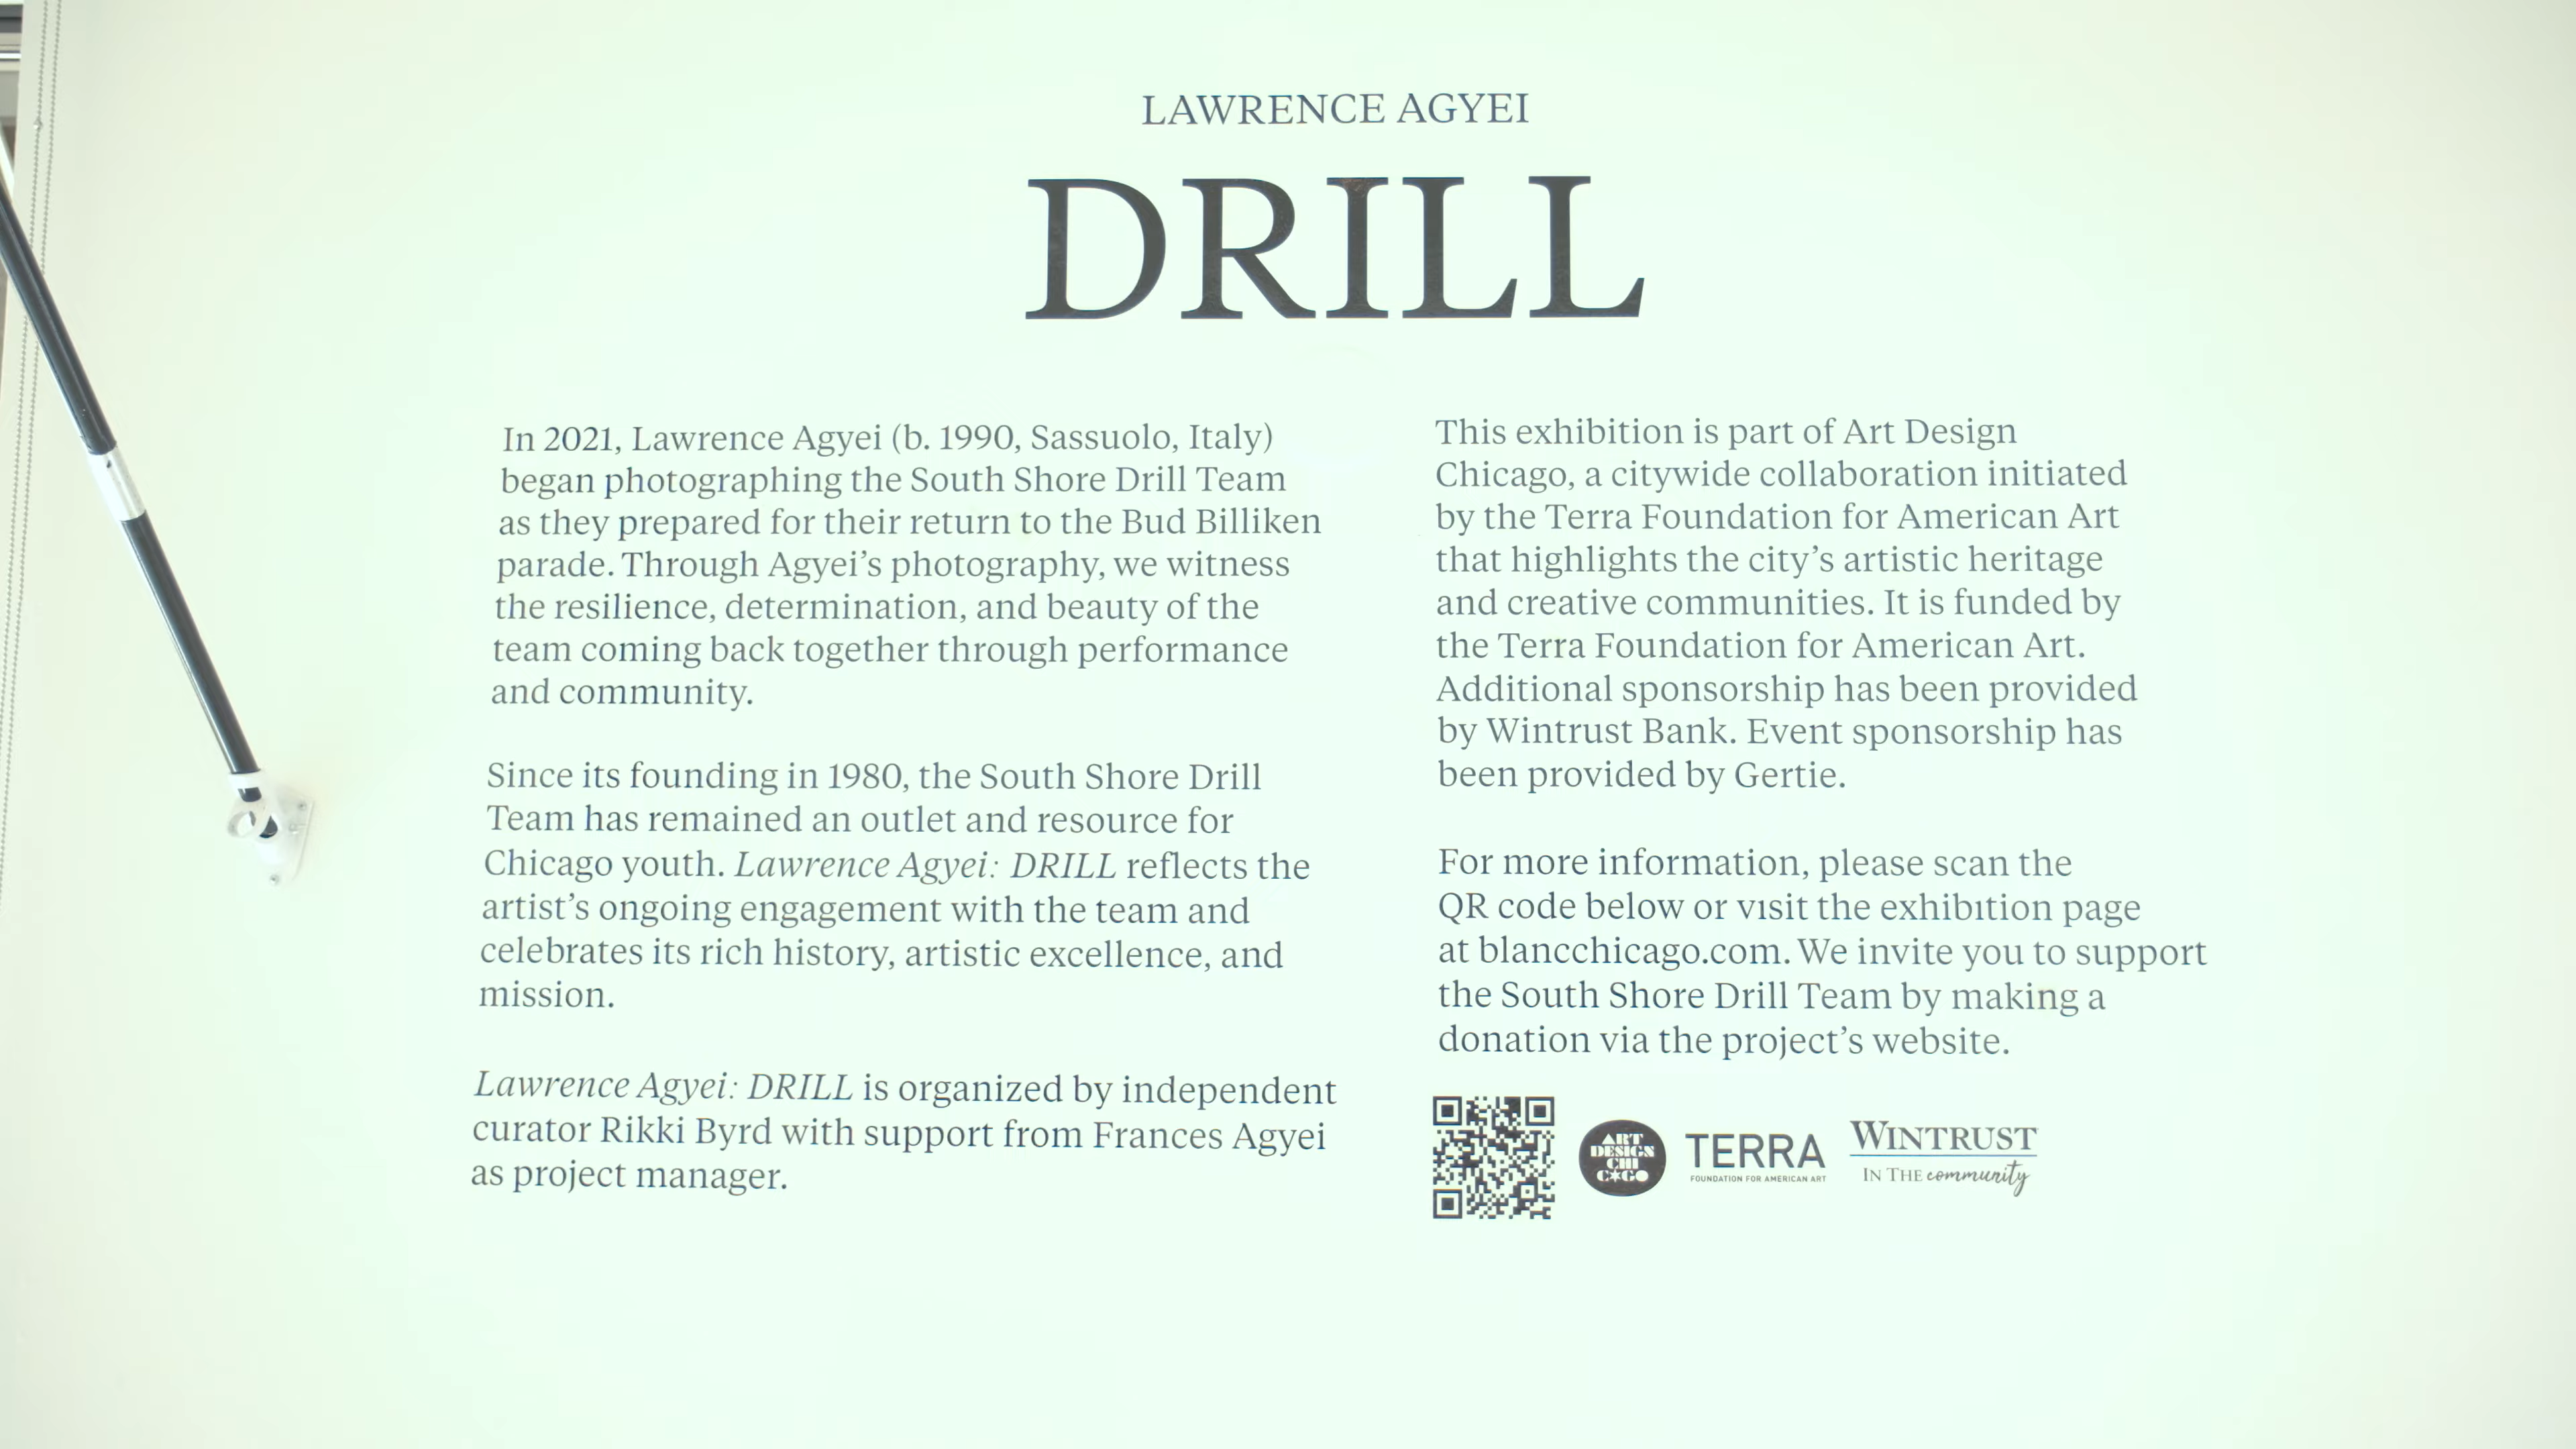 LAWRENCE AGYEI
DRILL
In 2021, Lawrence Agyei (b. 1990, Sassuolo, Italy)
began photographing the South Shore Drill Team
as they prepared for their return to the Bud Billiken
parade. Through Agyei’s photography, we witness
the resilience, determination, and beauty of the
team coming back together through performance
and community.
Since its founding in 1980, the South Shore Drill
Team has remained an outlet and resource for
Chicago youth. Lawrence Agyei: DRILL reflects the
artist’s ongoing engagement with the team and
celebrates its rich history, artistic excellence, and
mission.
Lawrence Agyei: DRILL is organized by independent
curator Rikki Byrd with support from Frances Agyei
as project manager.
This exhibition is part of Art Design
Chicago, a citywide collaboration initiated
by the Terra Foundation for American Art
that highlights the city’s artistic heritage
and creative communities. It is funded by
the Terra Foundation for American Art.
Additional sponsorship has been provided
by Wintrust Bank. Event sponsorship has
been provided by Gertie.
For more information, please scan the
QR code below or visit the exhibition page
at blancchicago.com. We invite you to support
the South Shore Drill Team by making a
donation via the project’s website.
ART
DESIGN
CHI
C★GO
TERRA
FOUNDATION FOR AMERICAN ART
WINTRUST
IN THE community